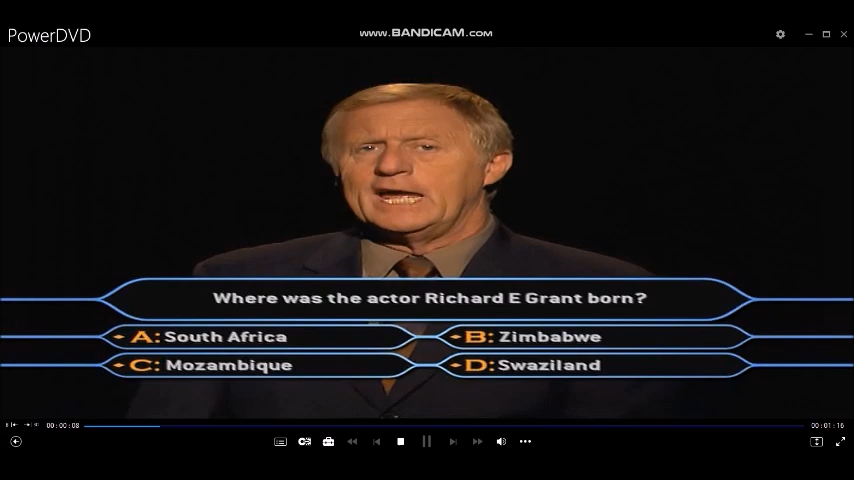 www.BANDICAM.com
PowerDVD
Where was the actor Richard E Grant born?
A: South Africa
B: Zimbabwe
C: Mozambique
D: Swaziland
00:00:08
00:01:16